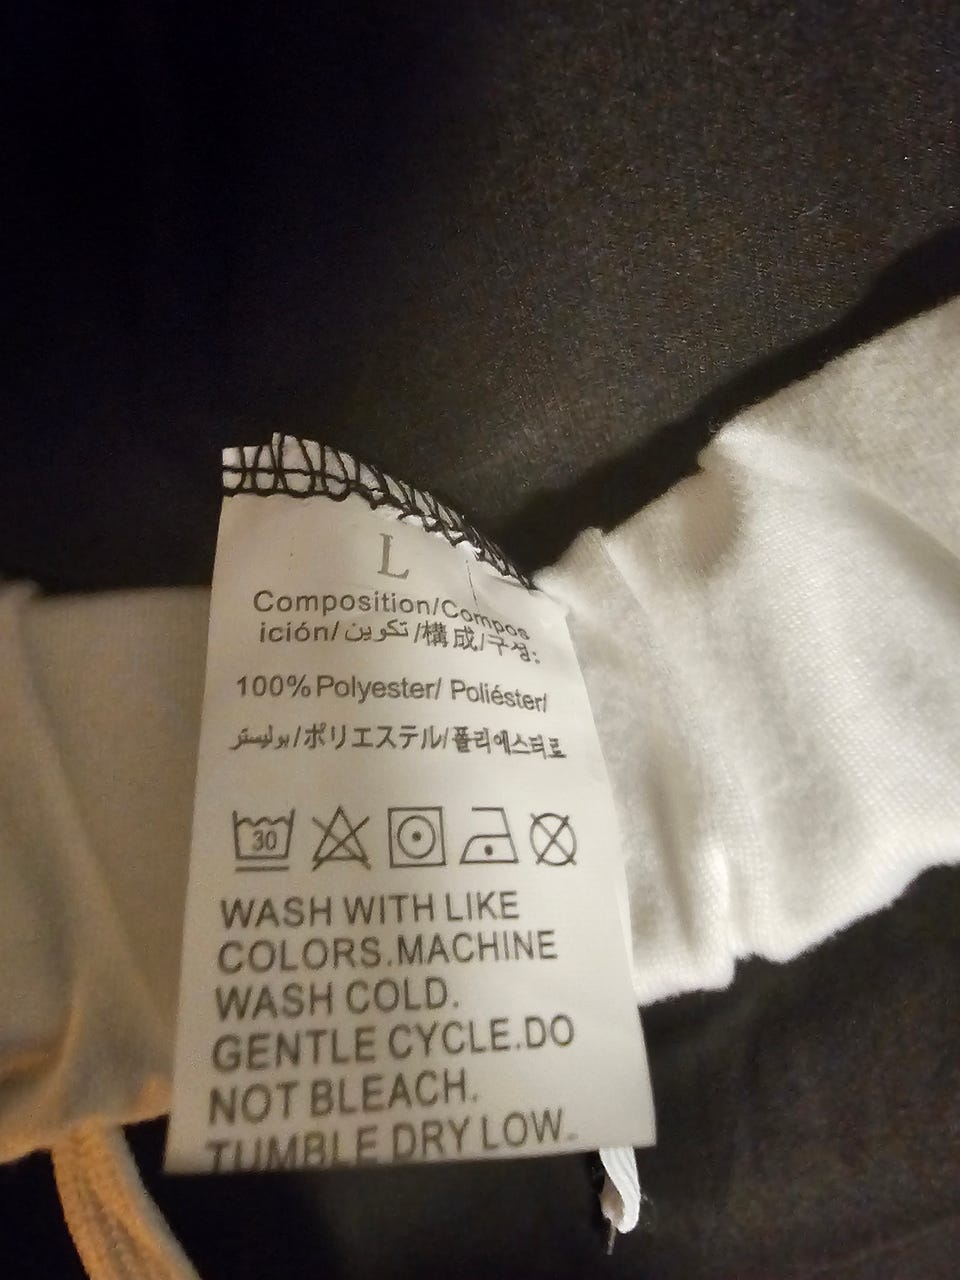 L
Composition/Compos
ición/تكوين/構成/구성:
100%Polyester/ Poliéster/
بوليستر/ポリエステル/폴리에스터로
30
WASH WITH LIKE
COLORS.MACHINE
WASH COLD.
GENTLE CYCLE.DO
NOT BLEACH.
TUMBLE DRY LOW.